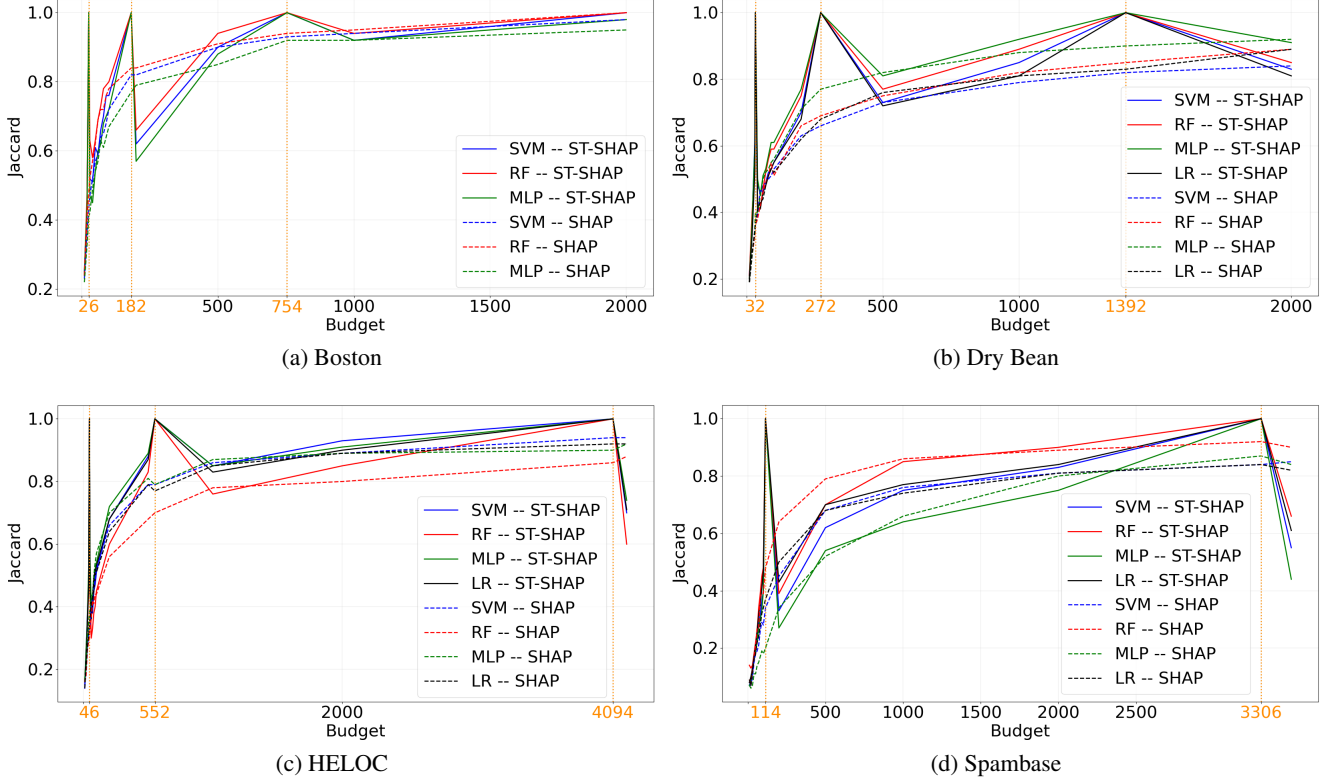 1.0
0.8
0.6
0.4
0.2
Jaccard
SVM -- ST-SHAP
RF -- ST-SHAP
MLP -- ST-SHAP
SVM -- SHAP
RF -- SHAP
MLP -- SHAP
26 182 500 754 1000 1500 2000
Budget
(a) Boston
1.0
0.8
0.6
0.4
0.2
Jaccard
SVM -- ST-SHAP
RF -- ST-SHAP
MLP -- ST-SHAP
LR -- ST-SHAP
SVM -- SHAP
RF -- SHAP
MLP -- SHAP
LR -- SHAP
32 272 500 1000 1392 2000
Budget
(b) Dry Bean
1.0
0.8
0.6
0.4
0.2
Jaccard
SVM -- ST-SHAP
RF -- ST-SHAP
MLP -- ST-SHAP
LR -- ST-SHAP
SVM -- SHAP
RF -- SHAP
MLP -- SHAP
LR -- SHAP
46 552 2000 4094
Budget
(c) HELOC
1.0
0.8
0.6
0.4
0.2
Jaccard
SVM -- ST-SHAP
RF -- ST-SHAP
MLP -- ST-SHAP
LR -- ST-SHAP
SVM -- SHAP
RF -- SHAP
MLP -- SHAP
LR -- SHAP
114 500 1000 1500 2000 2500 3306
Budget
(d) Spambase